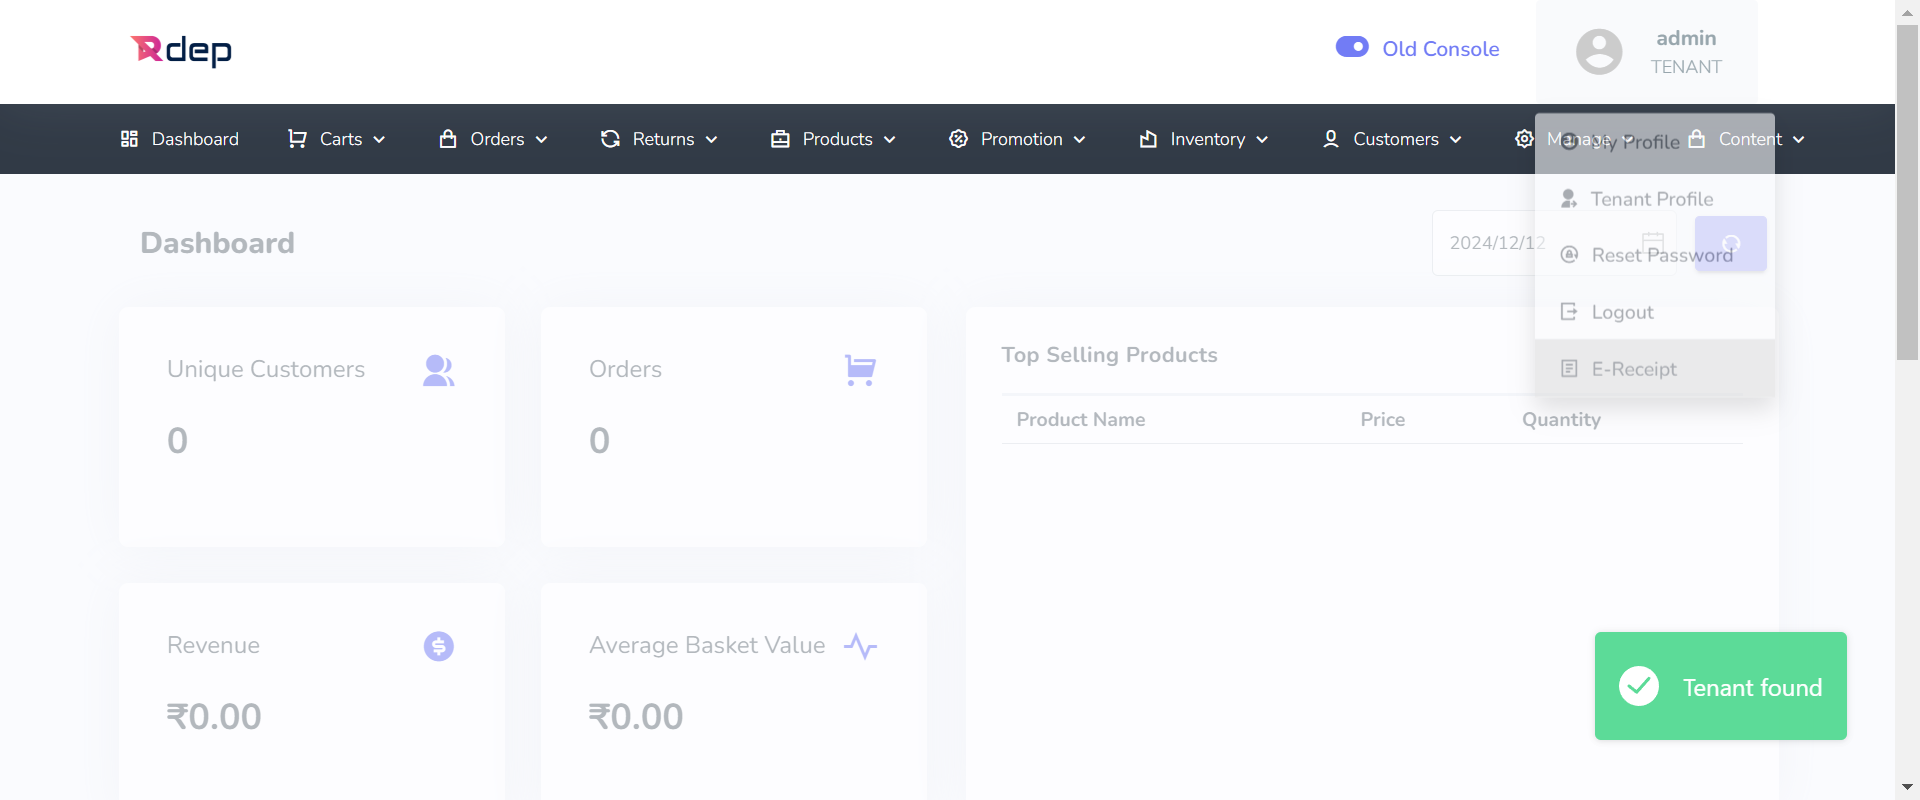 Rdep
Old Console
admin
TENANT
Dashboard
Carts
Orders
Returns
Products
Promotion
Inventory
Customers
Manage
Content
My Profile
Tenant Profile
Reset Password
Logout
E-Receipt
Dashboard
2024/12/12
Unique Customers
0
Orders
0
Top Selling Products
Product Name Price Quantity
Revenue
₹0.00
Average Basket Value
₹0.00
Tenant found